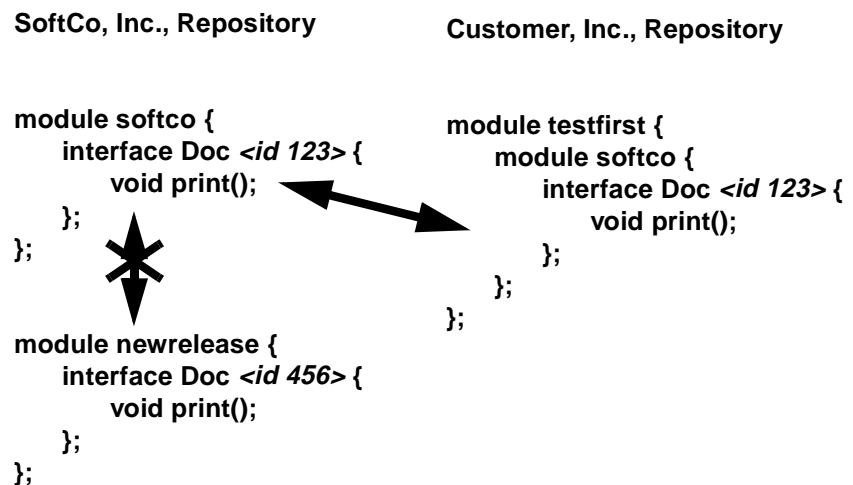 SoftCo, Inc., Repository
module softco {
interface Doc <id 123> {
void print();
};
};
module newrelease {
interface Doc <id 456> {
void print();
};
};
Customer, Inc., Repository
module testfirst {
module softco {
interface Doc <id 123> {
void print();
};
};
};